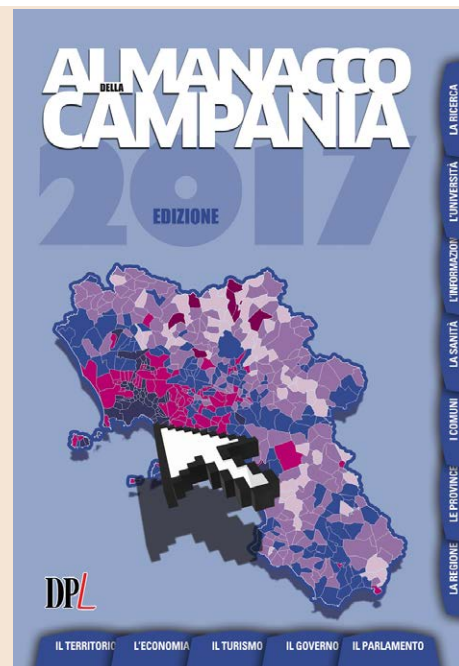 ALMANACCO
DELLA
CAMPANIA
2017
EDIZIONE
LA RICERCA
L'UNIVERSITÀ
L'INFORMAZION
LA SANITÀ
I COMUNI
LE PROVINCE
LA REGIONE
DPL
IL TERRITORIO
L'ECONOMIA
IL TURISMO
IL GOVERNO
IL PARLAMENTO